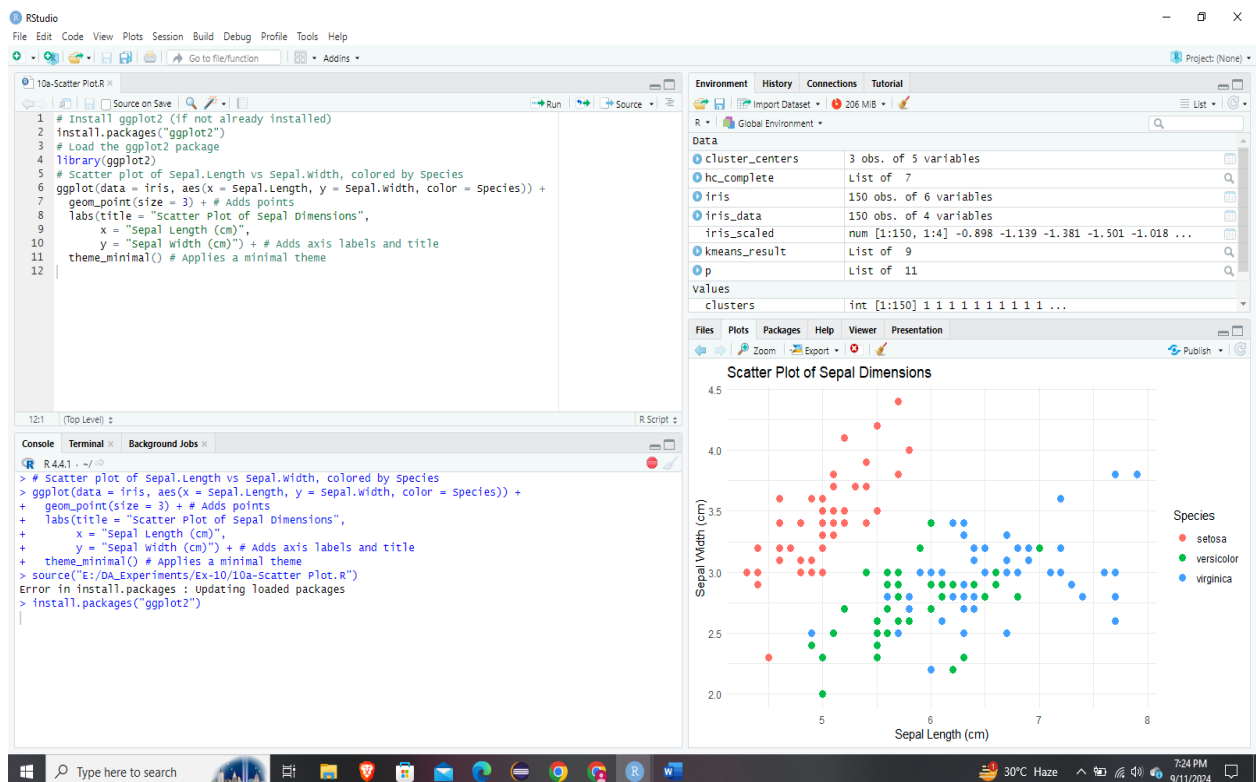 RStudio
File Edit Code View Plots Session Build Debug Profile Tools Help
Go to file/function Addins Project: (None)
10a-Scatter Plot.R
Source on Save Run Source
1 # Install ggplot2 (if not already installed)
2 install.packages("ggplot2")
3 # Load the ggplot2 package
4 library(ggplot2)
5 # Scatter plot of Sepal.Length vs Sepal.Width, colored by Species
6 ggplot(data = iris, aes(x = Sepal.Length, y = Sepal.Width, color = Species)) +
7 geom_point(size = 3) + # Adds points
8 labs(title = "Scatter Plot of Sepal Dimensions",
9 x = "Sepal Length (cm)",
10 y = "Sepal Width (cm)") + # Adds axis labels and title
11 theme_minimal() # Applies a minimal theme
12
12:1 (Top Level) R Script
Console Terminal Background Jobs
R R 4.4.1 · ~/
> # Scatter plot of Sepal.Length vs Sepal.Width, colored by Species
> ggplot(data = iris, aes(x = Sepal.Length, y = Sepal.Width, color = Species)) +
+ geom_point(size = 3) + # Adds points
+ labs(title = "Scatter Plot of Sepal Dimensions",
+ x = "Sepal Length (cm)",
+ y = "Sepal Width (cm)") + # Adds axis labels and title
+ theme_minimal() # Applies a minimal theme
> source("E:/DA_Experiments/Ex-10/10a-Scatter Plot.R")
Error in install.packages : Updating loaded packages
> install.packages("ggplot2")
Environment History Connections Tutorial
Import Dataset 206 MiB List
R Global Environment
Data
cluster_centers 3 obs. of 5 variables
hc_complete List of 7
iris 150 obs. of 6 variables
iris_data 150 obs. of 4 variables
iris_scaled num [1:150, 1:4] -0.898 -1.139 -1.381 -1.501 -1.018 ...
kmeans_result List of 9
p List of 11
Values
clusters int [1:150] 1 1 1 1 1 1 1 1 1 1 ...
Files Plots Packages Help Viewer Presentation
Zoom Export Publish
Scatter Plot of Sepal Dimensions
4.5
4.0
3.5
3.0
2.5
2.0
Sepal Width (cm)
5 6 7 8
Sepal Length (cm)
Species
setosa
versicolor
virginica
Type here to search
30°C Haze
7:24 PM
9/11/2024